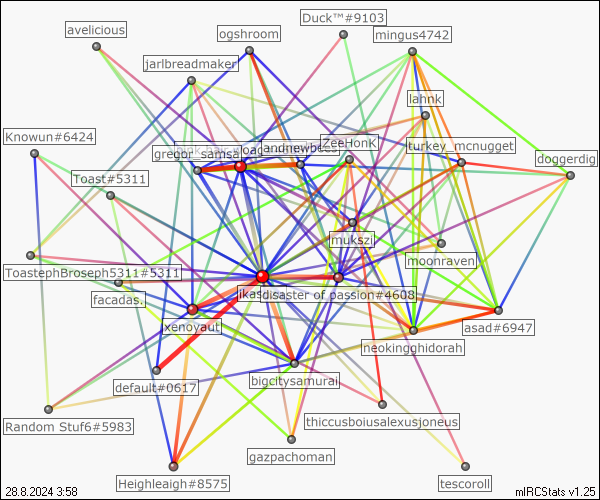 Duck™#9103
avelicious
ogshroom
mingus4742
jarlbreadmaker
lahnk
Knowun#6424
ZeeHonK
andnewbees
turkey_mcnugget
gregor_samsa
doggerdig
Toast#5311
mukszi
moonraven
ToastephBroseph5311#5311
facadas.
disaster of passion#4608
xenoyaut
asad#6947
neokingghidorah
default#0617
bigcitysamurai
thiccusboiusalexusjoneus
Random Stuf6#5983
gazpachoman
Heighleaigh#8575
tescoroll
28.8.2024 3:58
mIRCStats v1.25